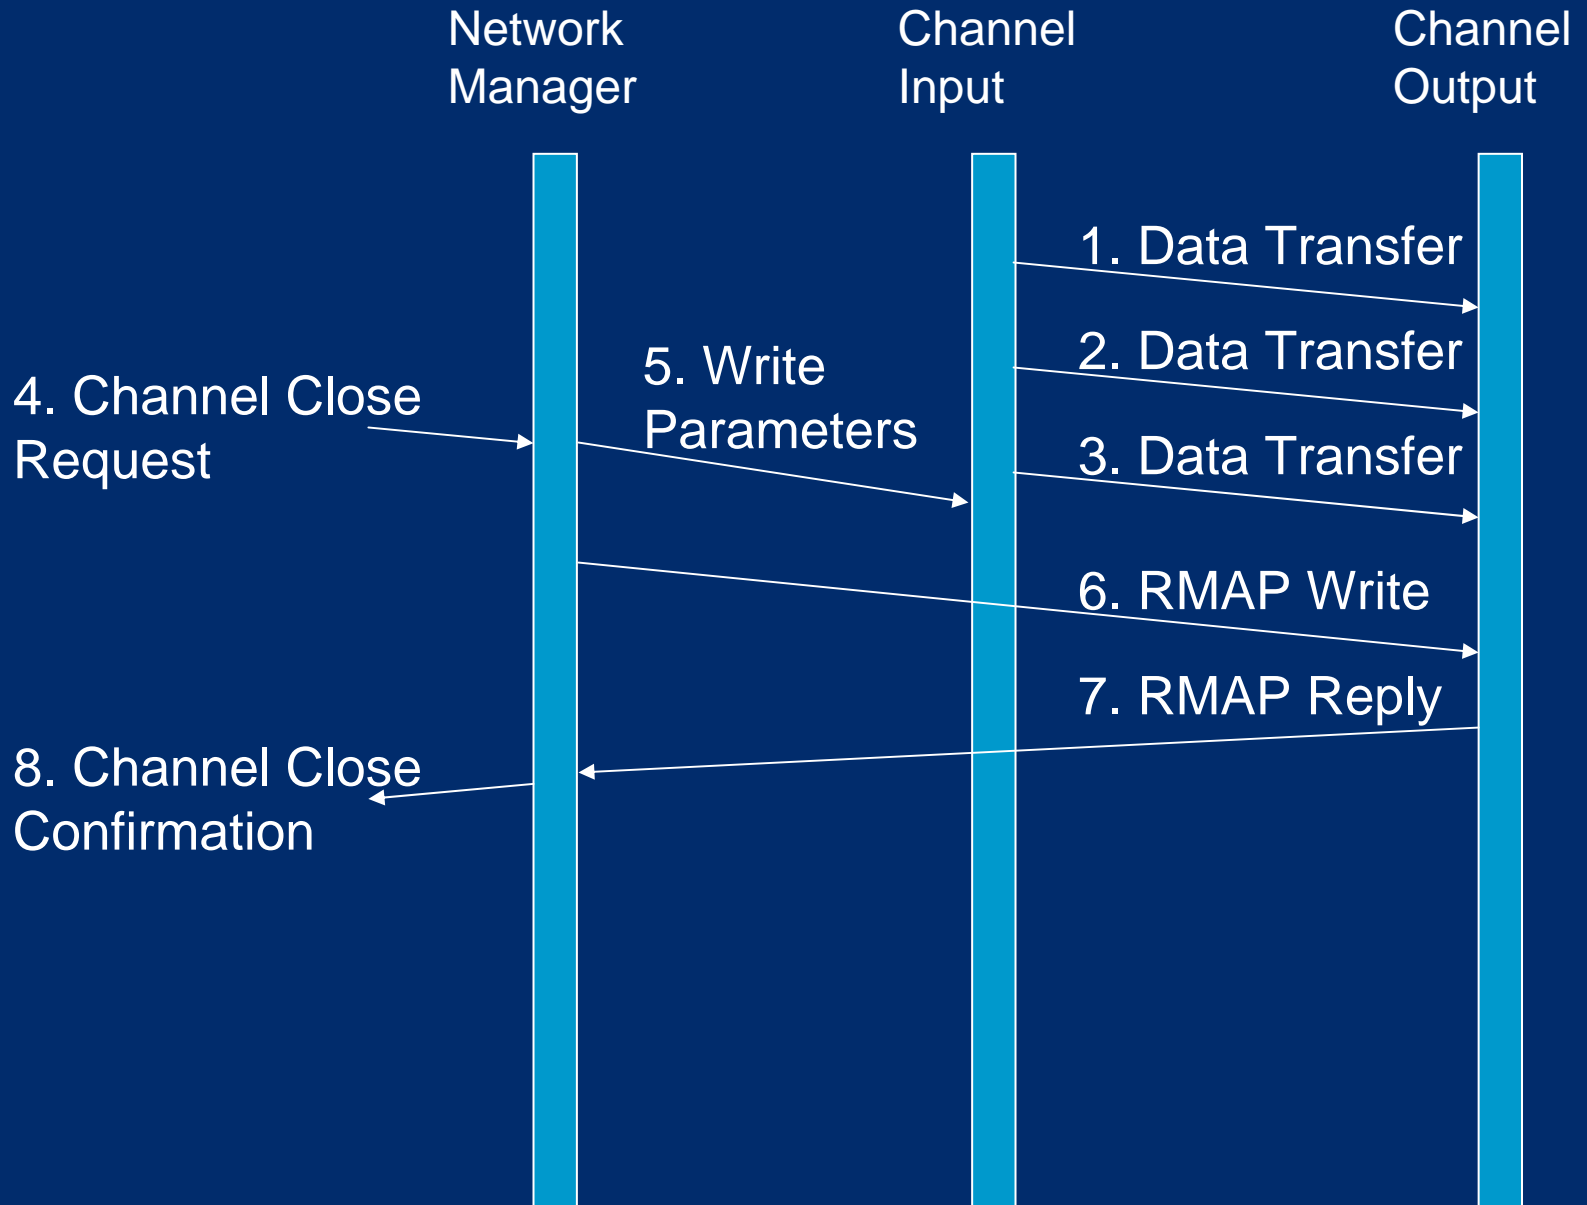 Network
Manager
Channel
Input
Channel
Output
1. Data Transfer
2. Data Transfer
5. Write
Parameters
4. Channel Close
Request
3. Data Transfer
6. RMAP Write
7. RMAP Reply
8. Channel Close
Confirmation